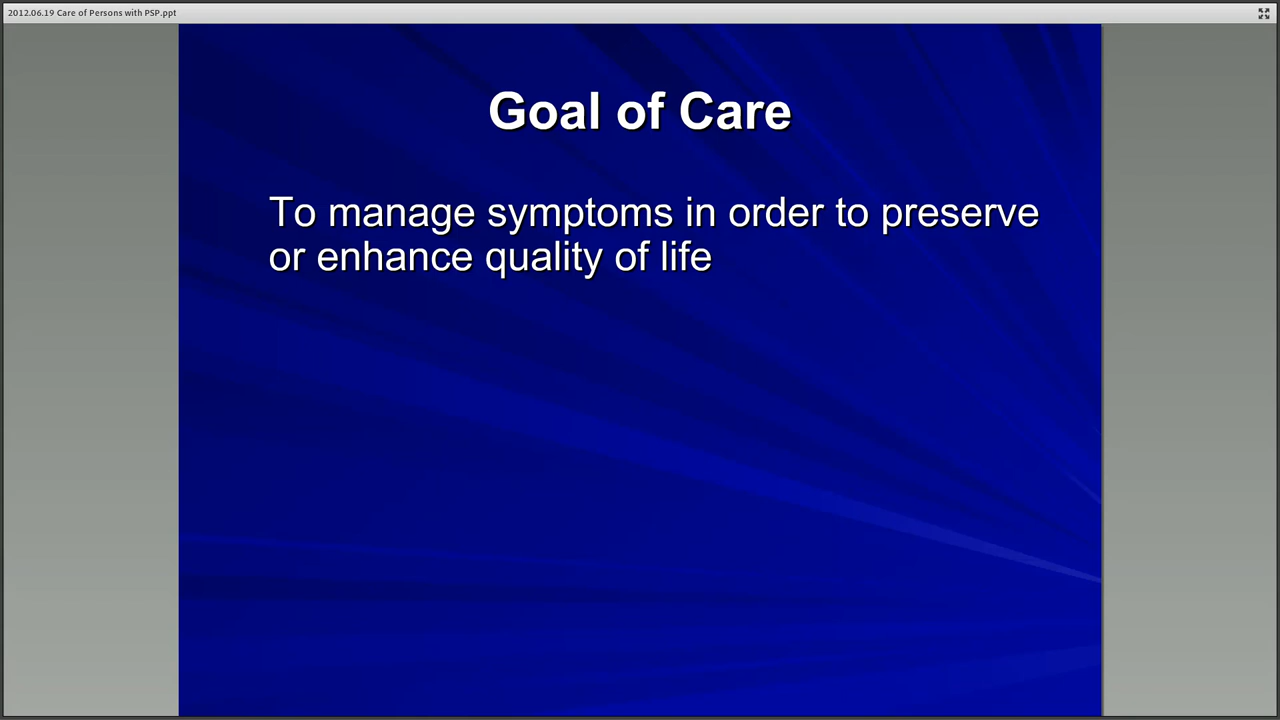 2012.06.19 Care of Persons with PSP.ppt
Goal of Care
To manage symptoms in order to preserve
or enhance quality of life